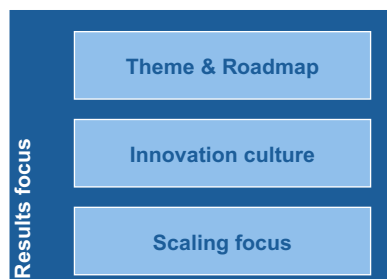 Results focus
Theme & Roadmap
Innovation culture
Scaling focus